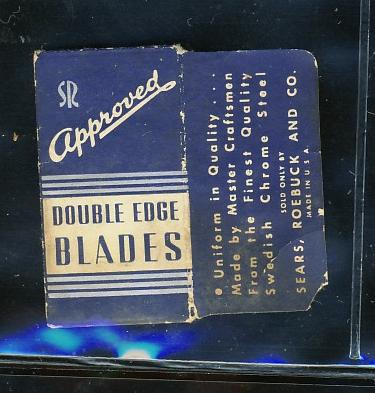 SR
Approved
DOUBLE EDGE
BLADES
• Uniform in Quality ....
Made by Master Craftsmen
From the Finest Quality
Swedish Chrome Steel
SOLD ONLY BY
SEARS, ROEBUCK AND CO.
MADE IN U.S.A.